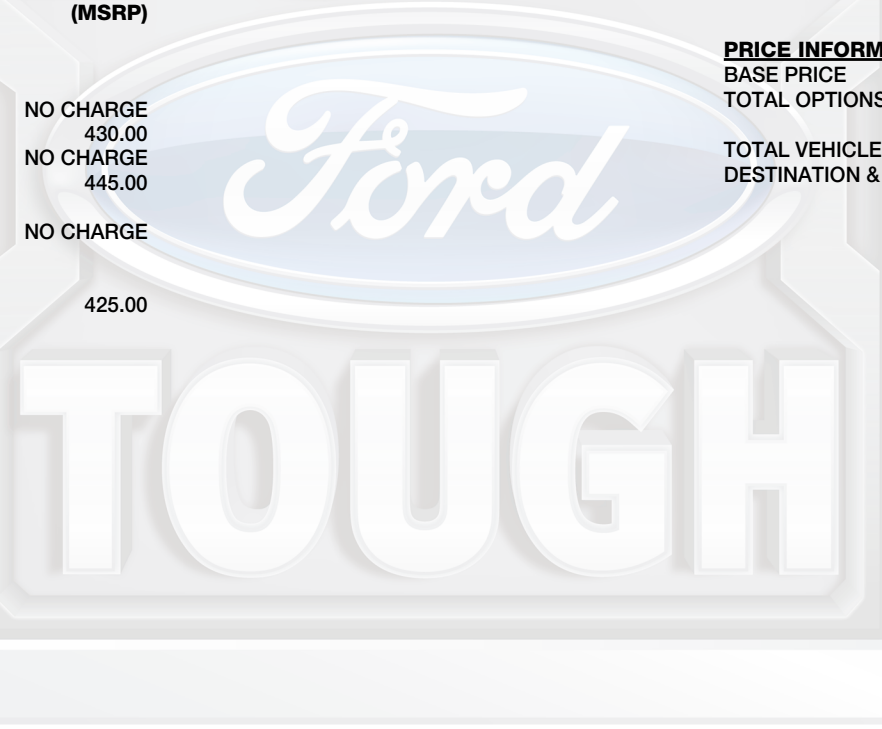 (MSRP)
NO CHARGE
430.00
NO CHARGE
445.00
NO CHARGE
425.00
PRICE INFORM
BASE PRICE
TOTAL OPTIONS
TOTAL VEHICLE
DESTINATION &
Ford
TOUGH